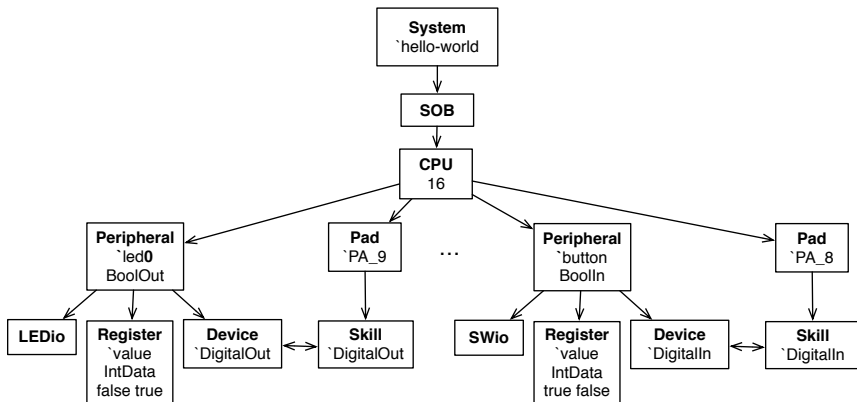 System
`hello-world
SOB
CPU
16
Peripheral
`led0
BoolOut
Pad
`PA_9
...
Peripheral
`button
BoolIn
Pad
`PA_8
LEDio
Register
`value
IntData
false true
Device
`DigitalOut
Skill
`DigitalOut
SWio
Register
`value
IntData
true false
Device
`DigitalIn
Skill
`DigitalIn